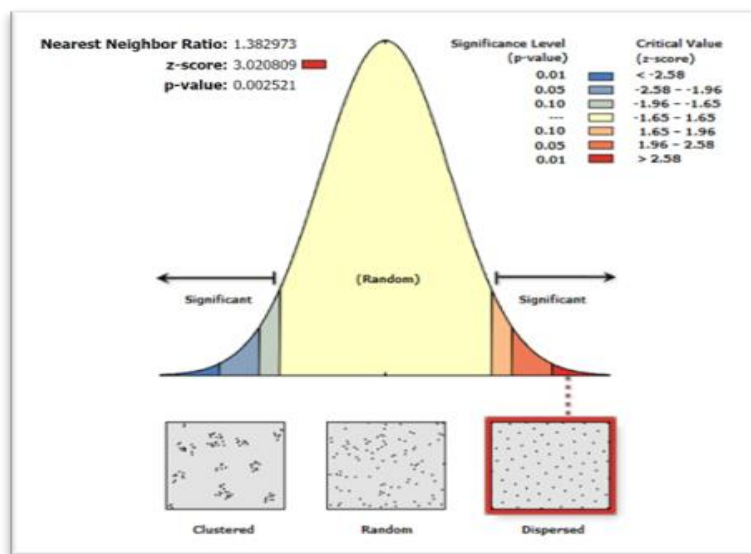 Nearest Neighbor Ratio: 1.382973
z-score: 3.020809
p-value: 0.002521
Significance Level
(p-value)
Critical Value
(z-score)
0.01 < -2.58
0.05 -2.58 - -1.96
0.10 -1.96 - -1.65
--- -1.65 - 1.65
0.10 1.65 - 1.96
0.05 1.96 - 2.58
0.01 > 2.58
(Random)
Significant
Significant
Clustered
Random
Dispersed